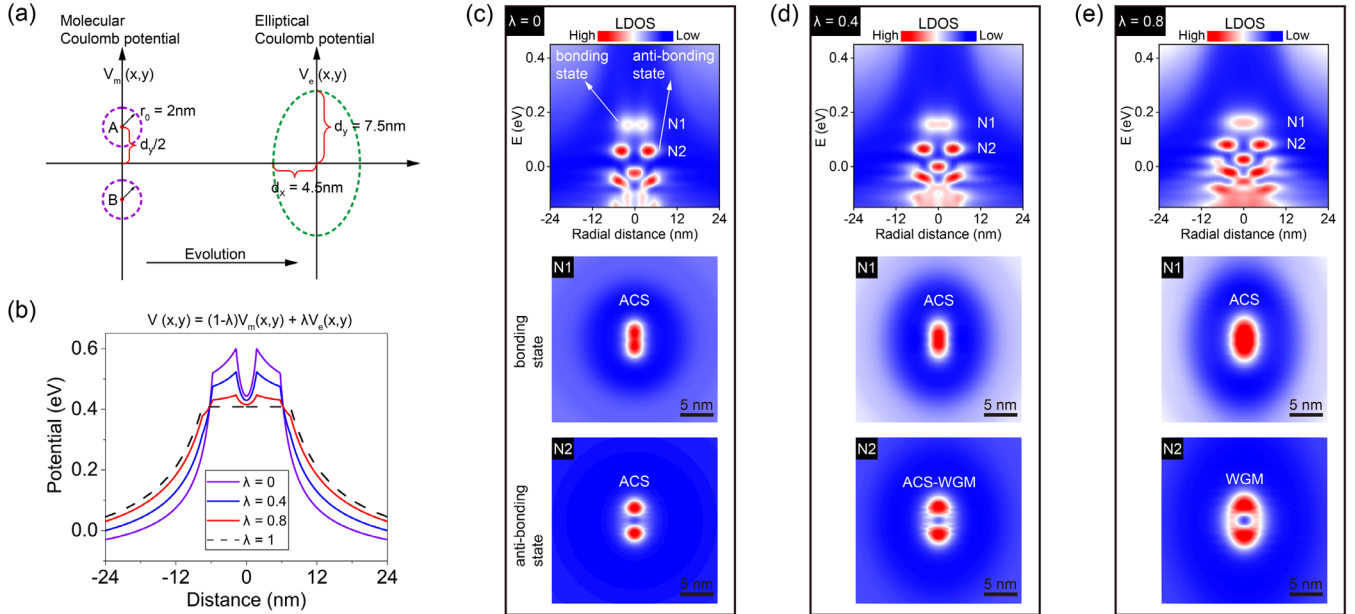 (a)
Molecular
Coulomb potential
Elliptical
Coulomb potential
Vm (x,y)
Ve (x,y)
A
r0 = 2nm
dy/2
B
dy = 7.5nm
dx = 4.5nm
Evolution
(b)
V (x,y) = (1-λ)Vm(x,y) + λVe(x,y)
Potential (eV)
0.6
0.4
0.2
0.0
λ = 0
λ = 0.4
λ = 0.8
λ = 1
-24 -12 0 12 24
Distance (nm)
(c)
λ = 0
LDOS
High Low
bonding
state
anti-bonding
state
N1
N2
E (eV)
0.4
0.2
0.0
-24 -12 0 12 24
Radial distance (nm)
bonding
state
N1
ACS
5 nm
anti-bonding
state
N2
ACS
5 nm
(d)
λ = 0.4
LDOS
High Low
N1
N2
E (eV)
0.4
0.2
0.0
-24 -12 0 12 24
Radial distance (nm)
N1
ACS
5 nm
N2
ACS-WGM
5 nm
(e)
λ = 0.8
LDOS
High Low
N1
N2
E (eV)
0.4
0.2
0.0
-24 -12 0 12 24
Radial distance (nm)
N1
ACS
5 nm
N2
WGM
5 nm